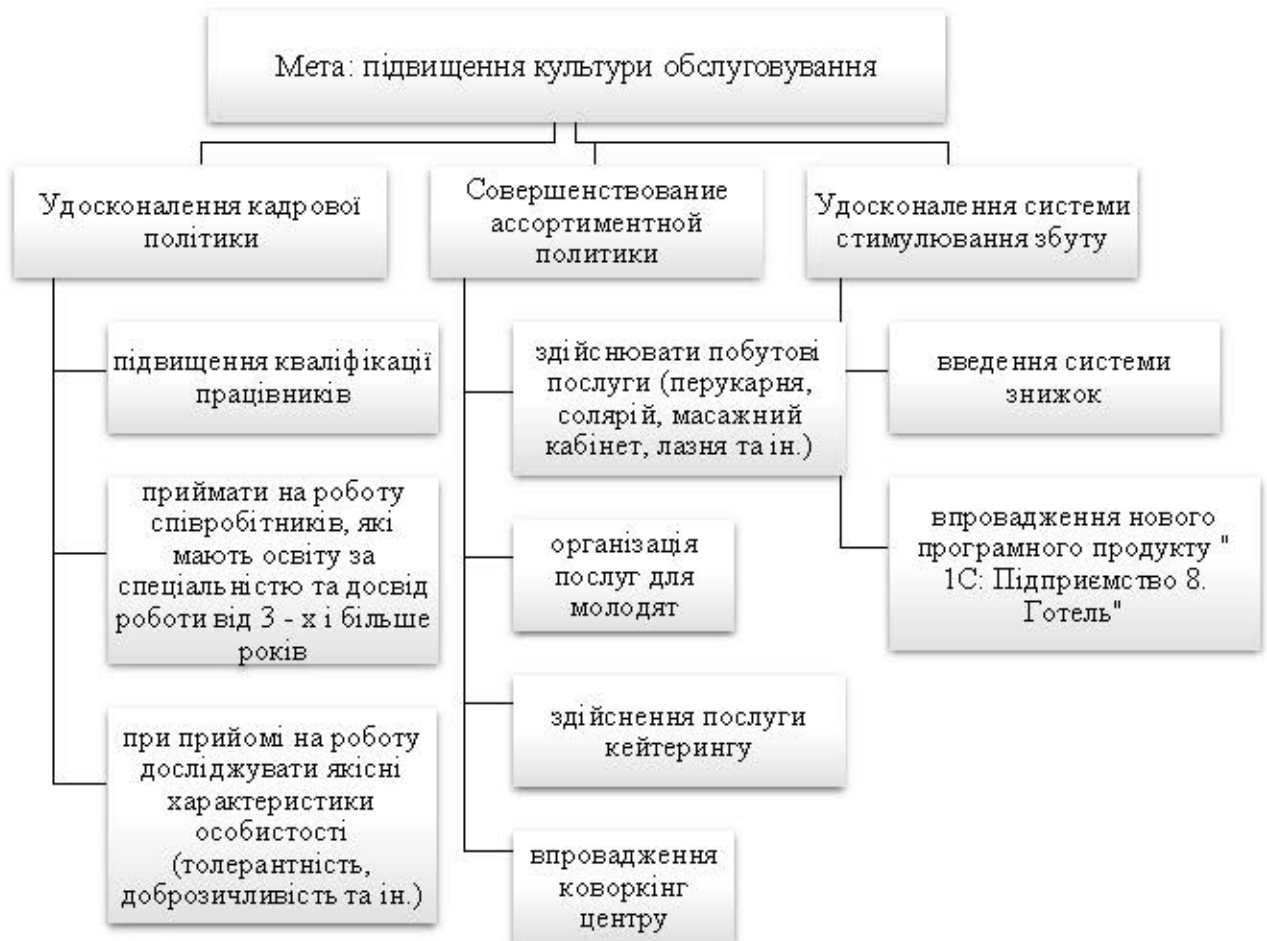 Мета: підвищення культури обслуговування
Удосконалення кадрової
політики
підвищення кваліфікації
працівників
приймати на роботу
співробітників, які
мають освіту за
спеціальністю та досвід
роботи від 3 - х і більше
років
при прийомі на роботу
досліджувати якісні
характеристики
особистості
(толерантність,
доброзичливість та ін.)
Совершенствование
ассортиментной
политики
здійснювати побутові
послуги (перукарня,
солярій, масажний
кабінет, лазня та ін.)
організація
послуг для
молодят
здійснення послуги
кейтерингу
впровадження
коворкінг
центру
Удосконалення системи
стимулювання збуту
введення системи
знижок
впровадження нового
програмного продукту "
1С: Підприємство 8.
Готель"